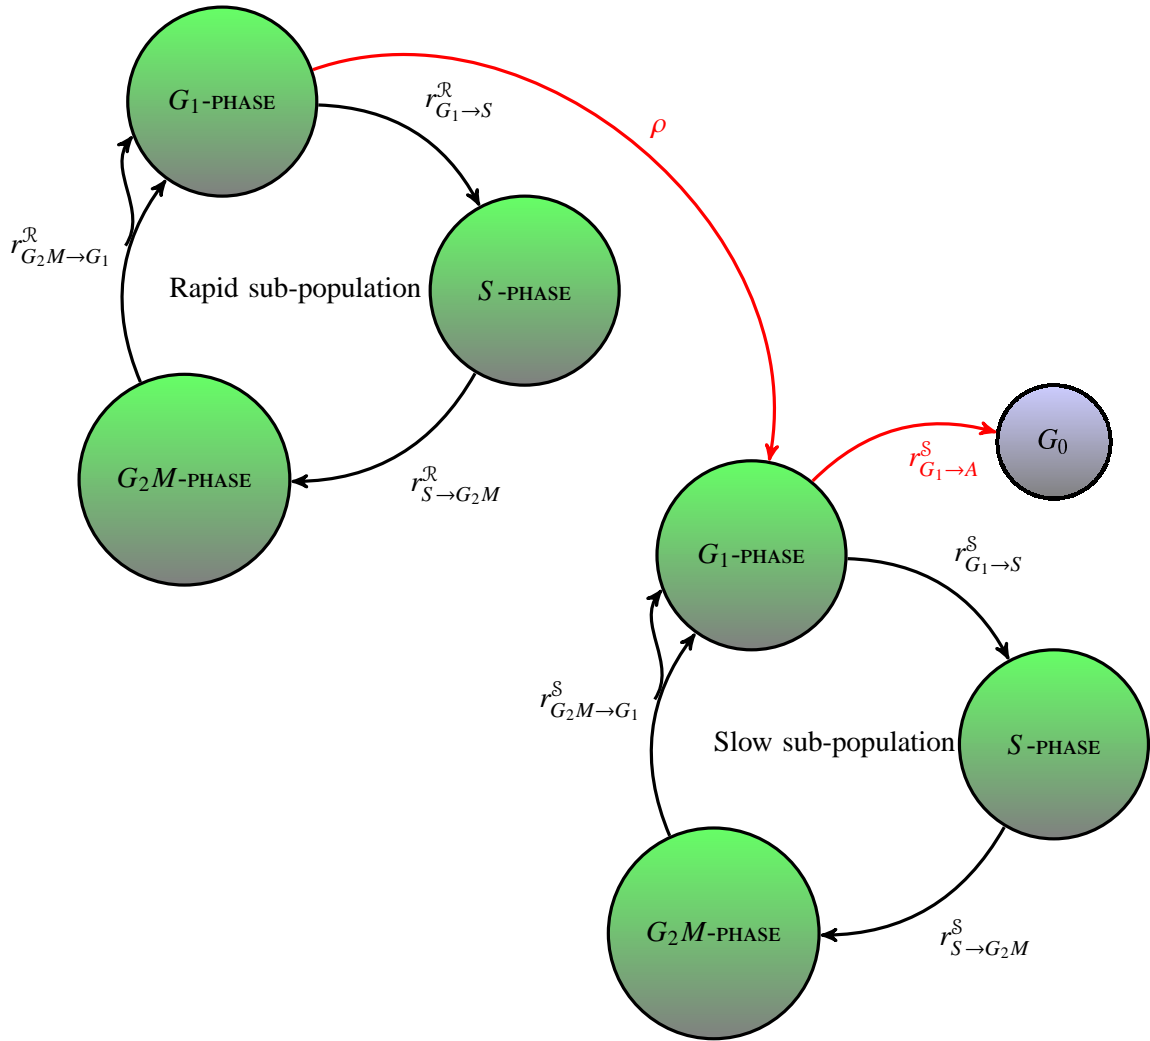 G₁-PHASE
r^ℛ_{G₁→S}
ρ
r^ℛ_{G₂M→G₁}
Rapid sub-population
S-PHASE
G₂M-PHASE
r^ℛ_{S→G₂M}
G₀
r^𝒮_{G₁→A}
G₁-PHASE
r^𝒮_{G₁→S}
r^𝒮_{G₂M→G₁}
Slow sub-population
S-PHASE
G₂M-PHASE
r^𝒮_{S→G₂M}